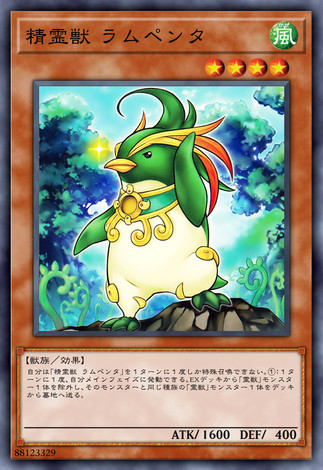 精霊獣 ラムペンタ
風
【獣族／効果】
自分は「精霊獣 ラムペンタ」を１ターンに１度しか特殊召喚できない。①：１タ
ーンに１度、自分メインフェイズに発動できる。EXデッキから「霊獣」モンスタ
ー１体を除外し、そのモンスターと同じ種族の「霊獣」モンスター１体をデッキ
から墓地へ送る。
ATK/ 1600 DEF/ 400
88123329